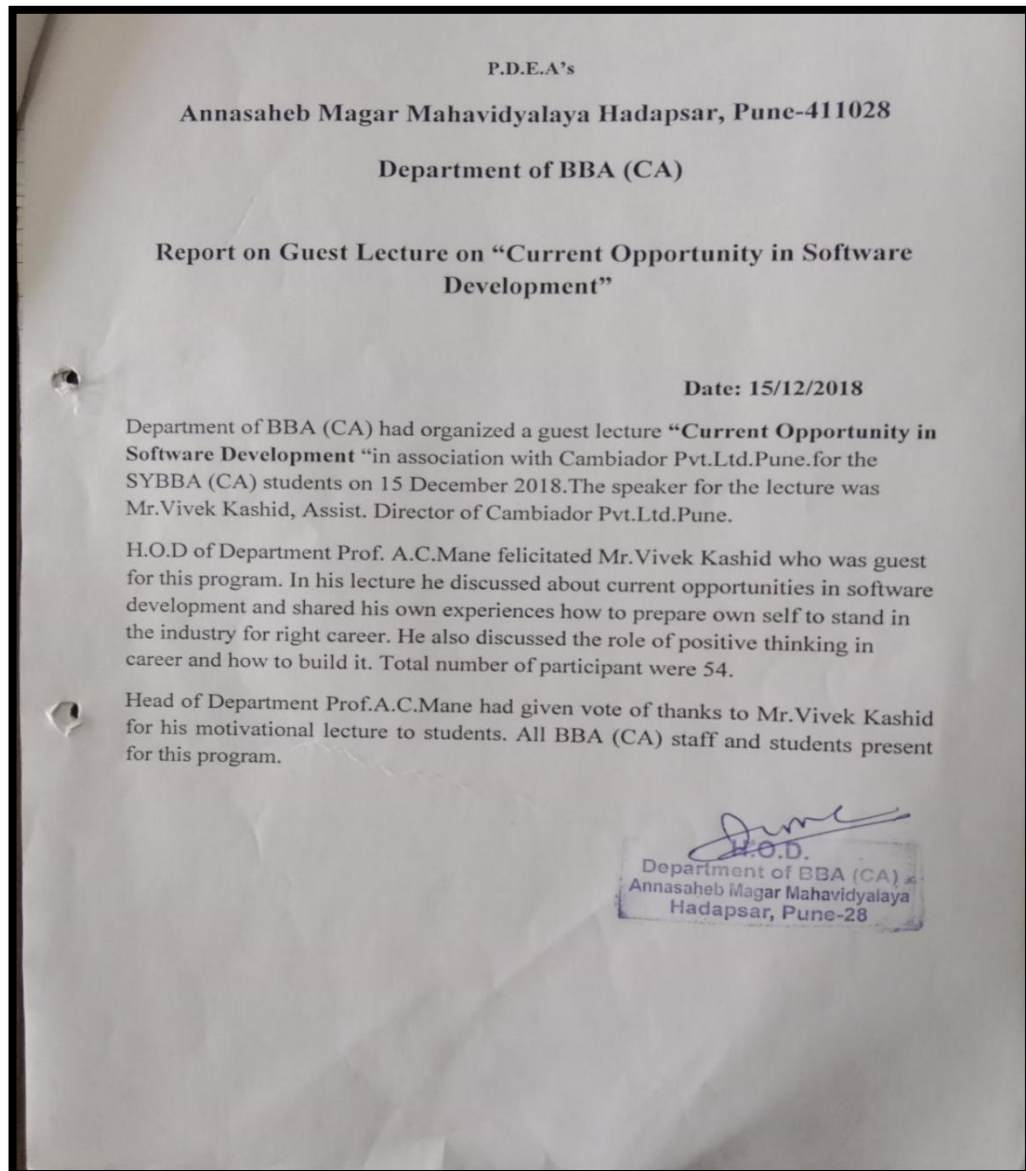 P.D.E.A's
Annasaheb Magar Mahavidyalaya Hadapsar, Pune-411028
Department of BBA (CA)
Report on Guest Lecture on “Current Opportunity in Software
Development”
Date: 15/12/2018
Department of BBA (CA) had organized a guest lecture “Current Opportunity in
Software Development “in association with Cambiador Pvt.Ltd.Pune.for the
SYBBA (CA) students on 15 December 2018.The speaker for the lecture was
Mr.Vivek Kashid, Assist. Director of Cambiador Pvt.Ltd.Pune.
H.O.D of Department Prof. A.C.Mane felicitated Mr.Vivek Kashid who was guest
for this program. In his lecture he discussed about current opportunities in software
development and shared his own experiences how to prepare own self to stand in
the industry for right career. He also discussed the role of positive thinking in
career and how to build it. Total number of participant were 54.
Head of Department Prof.A.C.Mane had given vote of thanks to Mr.Vivek Kashid
for his motivational lecture to students. All BBA (CA) staff and students present
for this program.
H.O.D.
Department of BBA (CA)
Annasaheb Magar Mahavidyalaya
Hadapsar, Pune-28